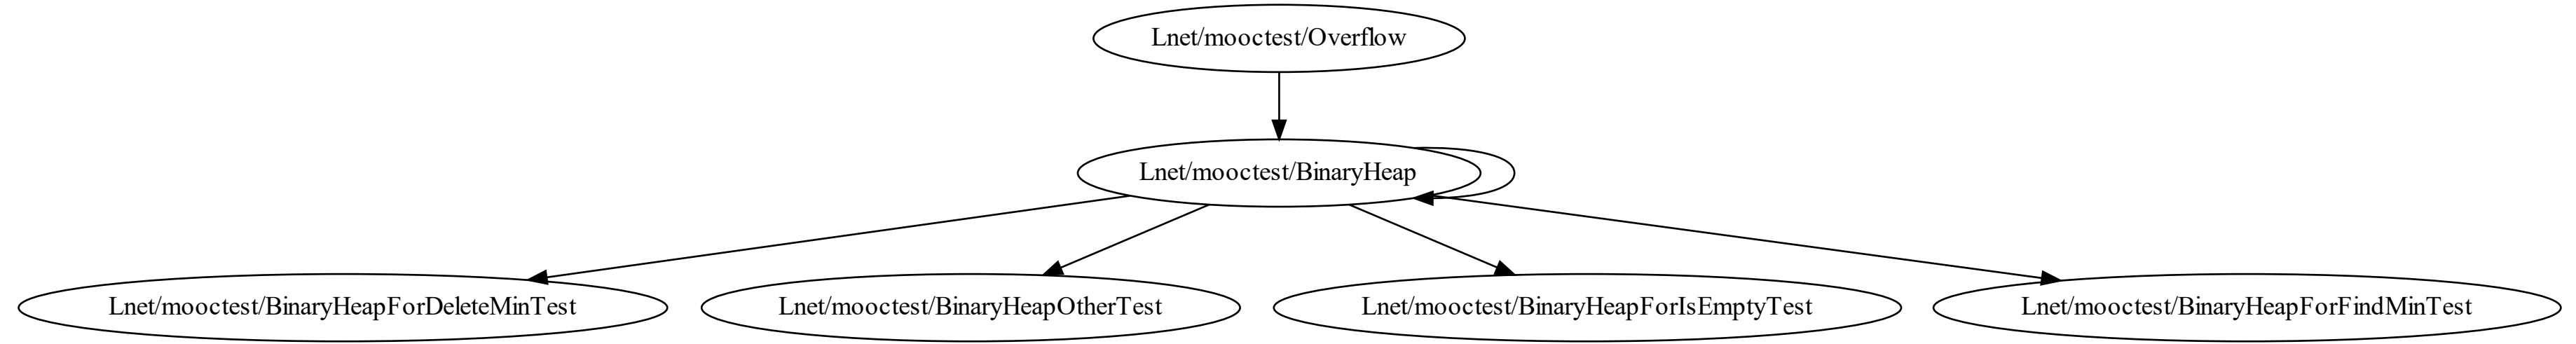 Lnet/mooctest/Overflow
Lnet/mooctest/BinaryHeap
Lnet/mooctest/BinaryHeapForDeleteMinTest
Lnet/mooctest/BinaryHeapOtherTest
Lnet/mooctest/BinaryHeapForIsEmptyTest
Lnet/mooctest/BinaryHeapForFindMinTest